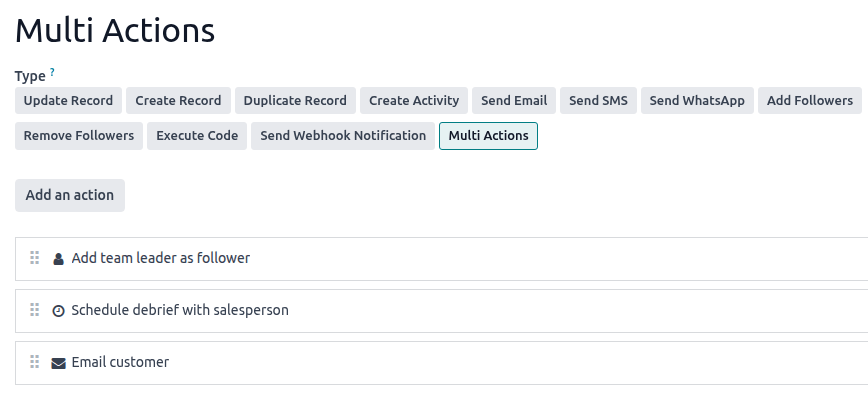 Multi Actions
Type ?
Update Record Create Record Duplicate Record Create Activity Send Email Send SMS Send WhatsApp Add Followers
Remove Followers Execute Code Send Webhook Notification Multi Actions
Add an action
Add team leader as follower
Schedule debrief with salesperson
Email customer